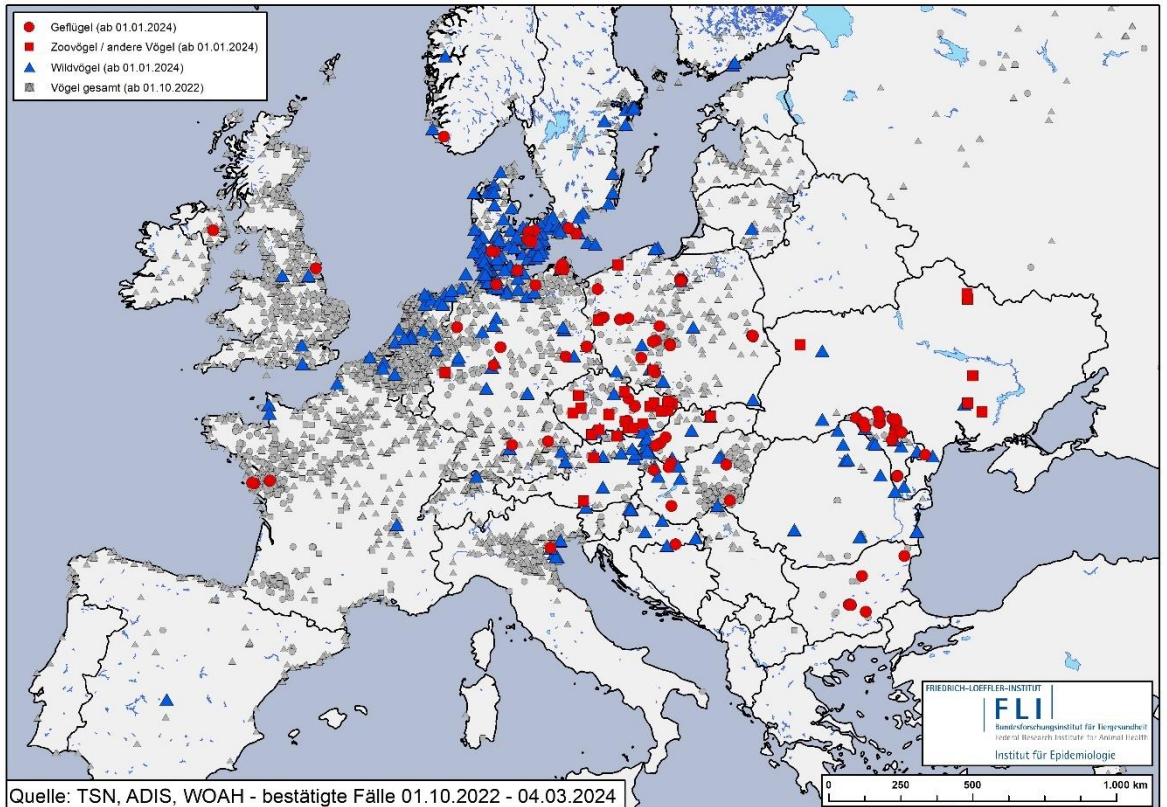 Geflügel (ab 01.01.2024)
Zoovögel / andere Vögel (ab 01.01.2024)
Wildvögel (ab 01.01.2024)
Vögel gesamt (ab 01.10.2022)
FRIEDRICH-LOEFFLER-INSTITUT
FLI
Bundesforschungsinstitut für Tiergesundheit
Federal Research Institute for Animal Health
Institut für Epidemiologie
Quelle: TSN, ADIS, WOAH - bestätigte Fälle 01.10.2022 - 04.03.2024
0 250 500 1.000 km